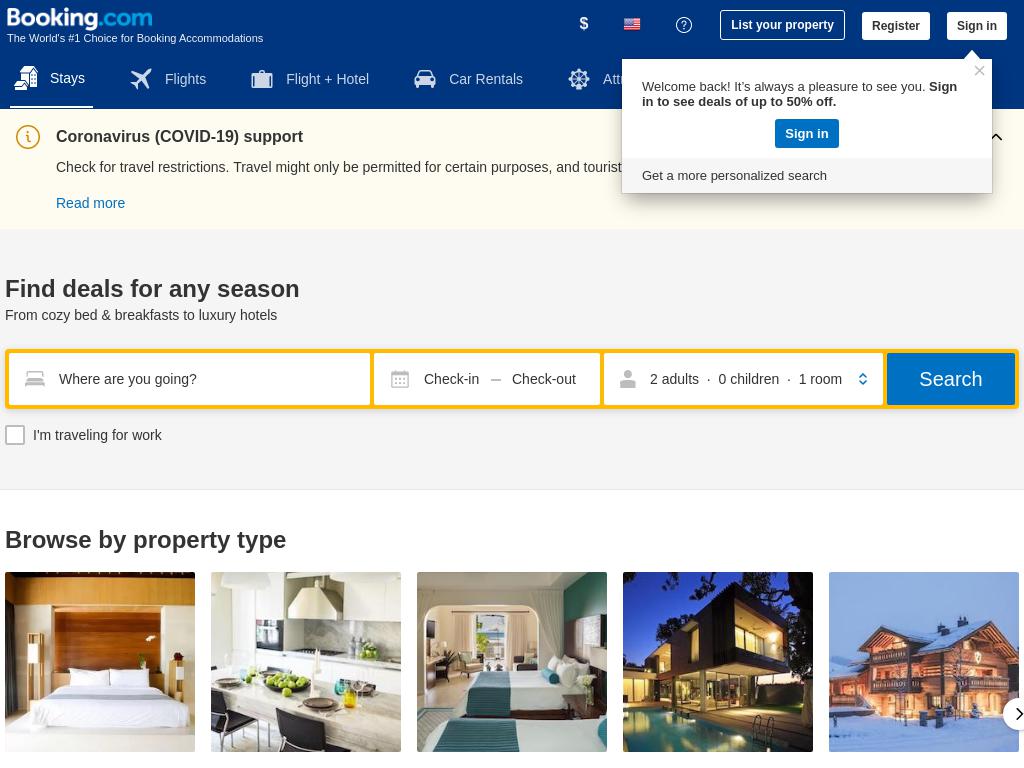 Booking.com
The World's #1 Choice for Booking Accommodations
$
List your property
Register
Sign in
Stays
Flights
Flight + Hotel
Car Rentals
Welcome back! It's always a pleasure to see you. Sign
in to see deals of up to 50% off.
Sign in
Get a more personalized search
Coronavirus (COVID-19) support
Check for travel restrictions. Travel might only be permitted for certain purposes, and tourist
Read more
Find deals for any season
From cozy bed & breakfasts to luxury hotels
Where are you going?
Check-in — Check-out
2 adults · 0 children · 1 room
Search
I'm traveling for work
Browse by property type